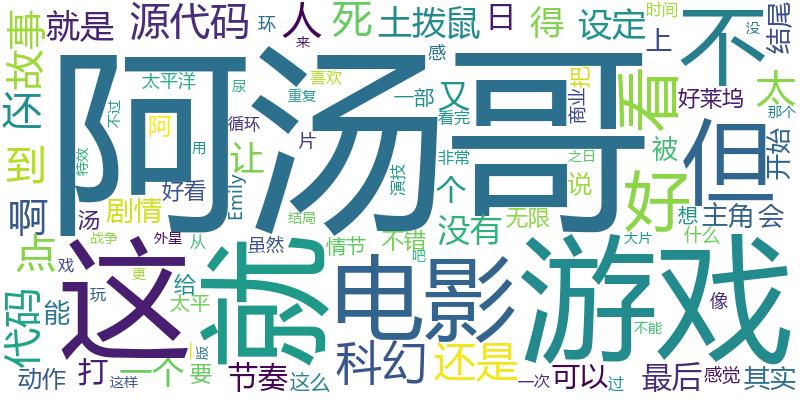 就是 源代码 环 人 来 死 土拨鼠 日 得 设定 时间 没 结尾
故事 还 太平洋 不过 尿 喜欢 重复 感 一部 又 看完 商业 把 上 不 好莱坞 太 那个
阿汤哥
看
到 特效 阿 循环 用 片 演技 非常 之日 个 被 但 开始
啊 汤 剧情 好看 Emily 让 结局 没有 无限 说 好 想 主角 会
点 战争 外星 从 虽然 情节 不错 吧 大片 什么
这 就 电影 游戏
戏 更 玩 给 太平 不能 像
代码 能 科幻 还是
动作 打 这样 一个 竖 要 节奏 这么 一次 可以 过 最后 感觉 其实